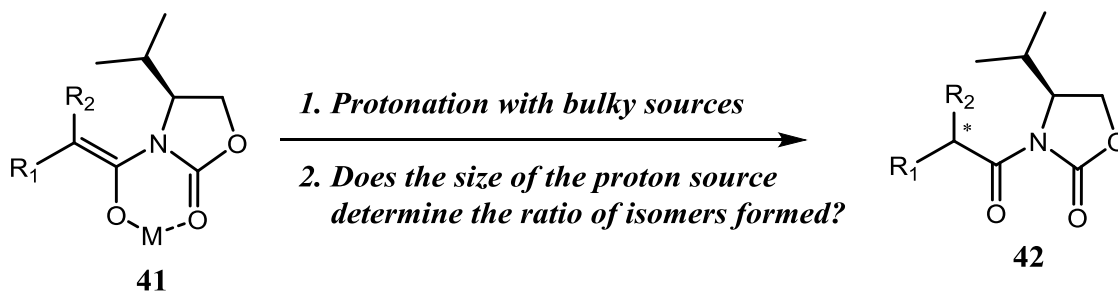 R2
R1
N
O
O
O
M
41
1. Protonation with bulky sources
2. Does the size of the proton source
determine the ratio of isomers formed?
R2
*
R1
N
O
O
O
42